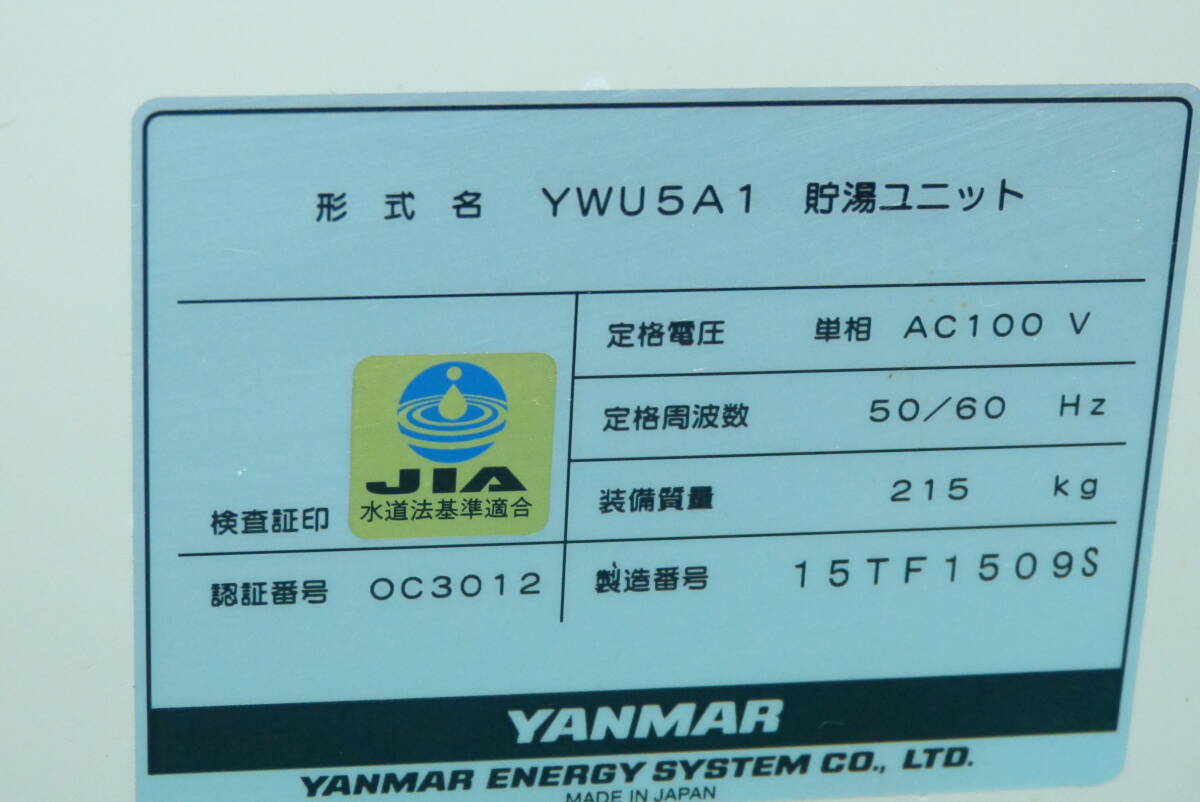 形式名 YWU5A1 貯湯ユニット
定格電圧 単相 AC100 V
定格周波数 50/60 Hz
装備質量 215 kg
検査証印 JIA
水道法基準適合
認証番号 OC3012
製造番号 15TF1509S
YANMAR
YANMAR ENERGY SYSTEM CO., LTD.
MADE IN JAPAN